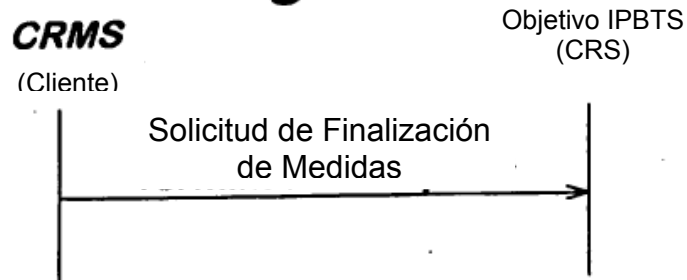 CRMS
(Cliente)
Objetivo IPBTS
(CRS)
Solicitud de Finalización
de Medidas